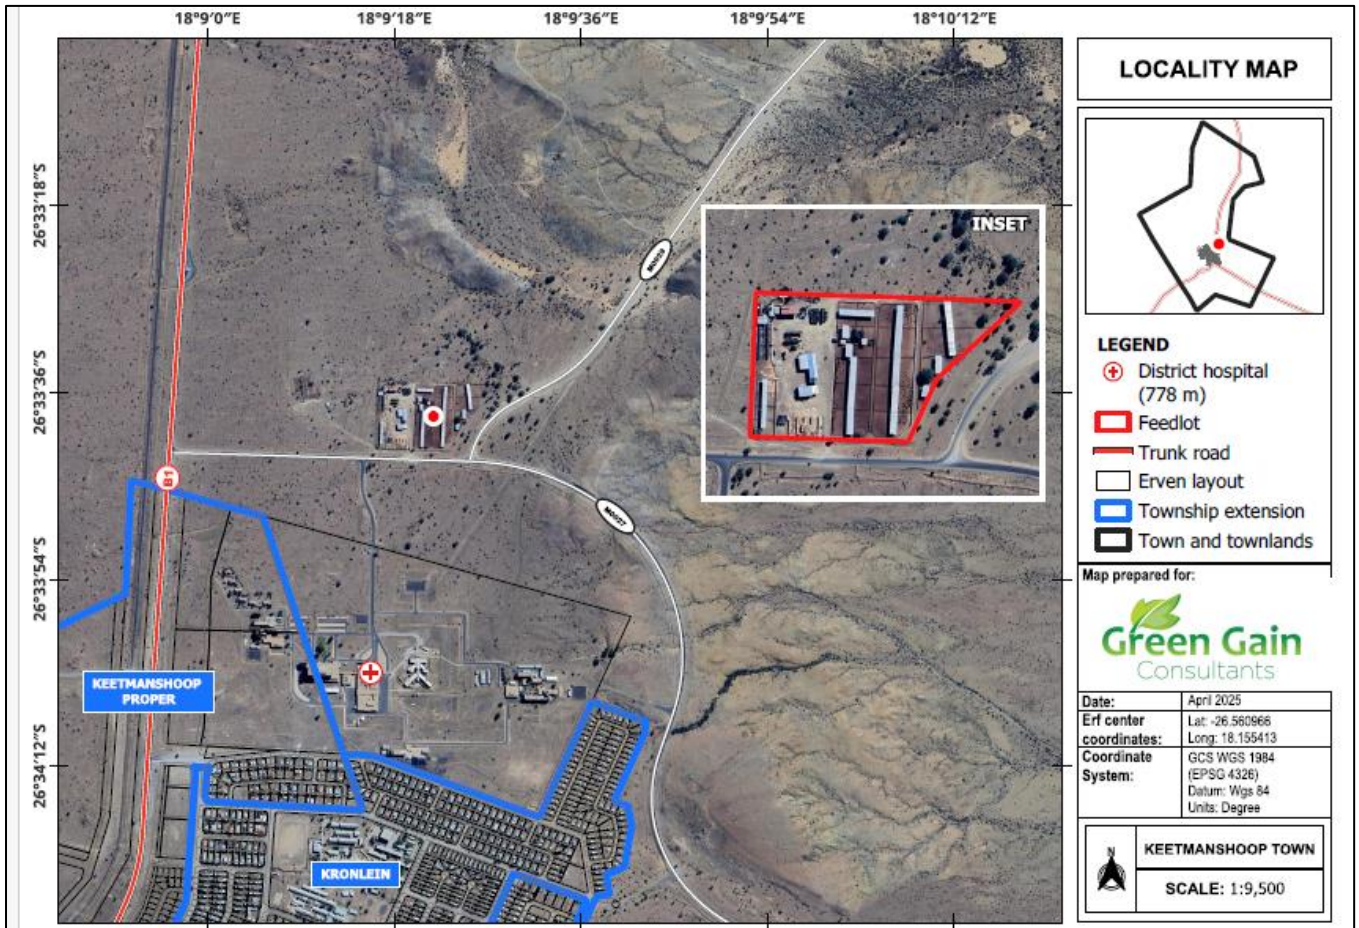 18°9′0″E
18°9′18″E
18°9′36″E
18°9′54″E
18°10′12″E
26°33′18″S
26°33′36″S
26°33′54″S
26°34′12″S
INSET
B1
M0027
KEETMANSHOOP
PROPER
KRONLEIN
LOCALITY MAP
LEGEND
District hospital
(778 m)
Feedlot
Trunk road
Erven layout
Township extension
Town and townlands
Map prepared for:
Green Gain
Consultants
Date: April 2025
Erf center coordinates: Lat: -26.560966
Long: 18.155413
Coordinate System: GCS WGS 1984
(EPSG 4326)
Datum: Wgs 84
Units: Degree
N
KEETMANSHOOP TOWN
SCALE: 1:9,500